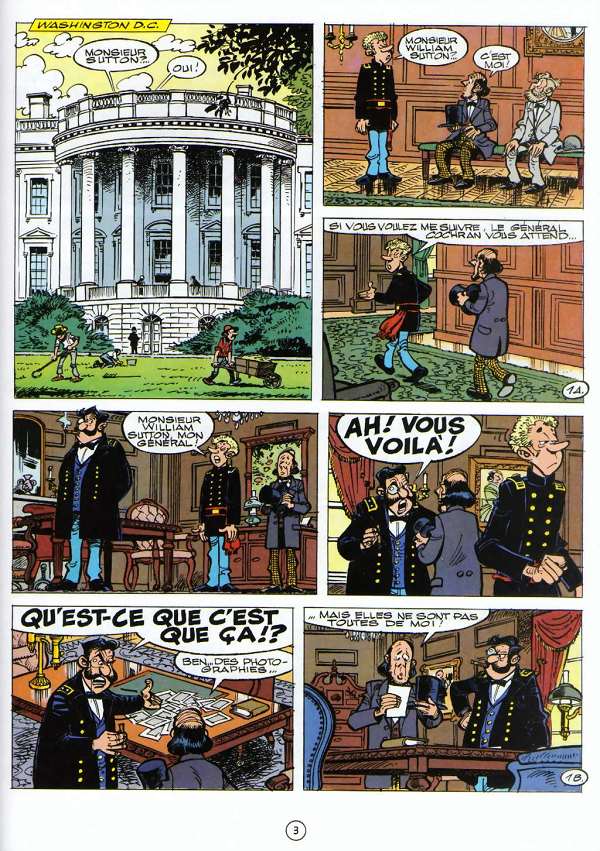 WASHINGTON D.C.
MONSIEUR
SUTTON?..
OUI!
MONSIEUR
WILLIAM
SUTTON?..
C'EST
MOI!
SI VOUS VOULEZ ME SUIVRE, LE GÉNÉRAL
COCHRAN VOUS ATTEND...
1A.
MONSIEUR
WILLIAM
SUTTON, MON
GÉNÉRAL!
AH! VOUS
VOILÀ!
QU'EST-CE QUE C'EST
QUE ÇA!?
BEN...DES PHOTO-
GRAPHIES...
... MAIS ELLES NE SONT PAS
TOUTES DE MOI!
1B.
3